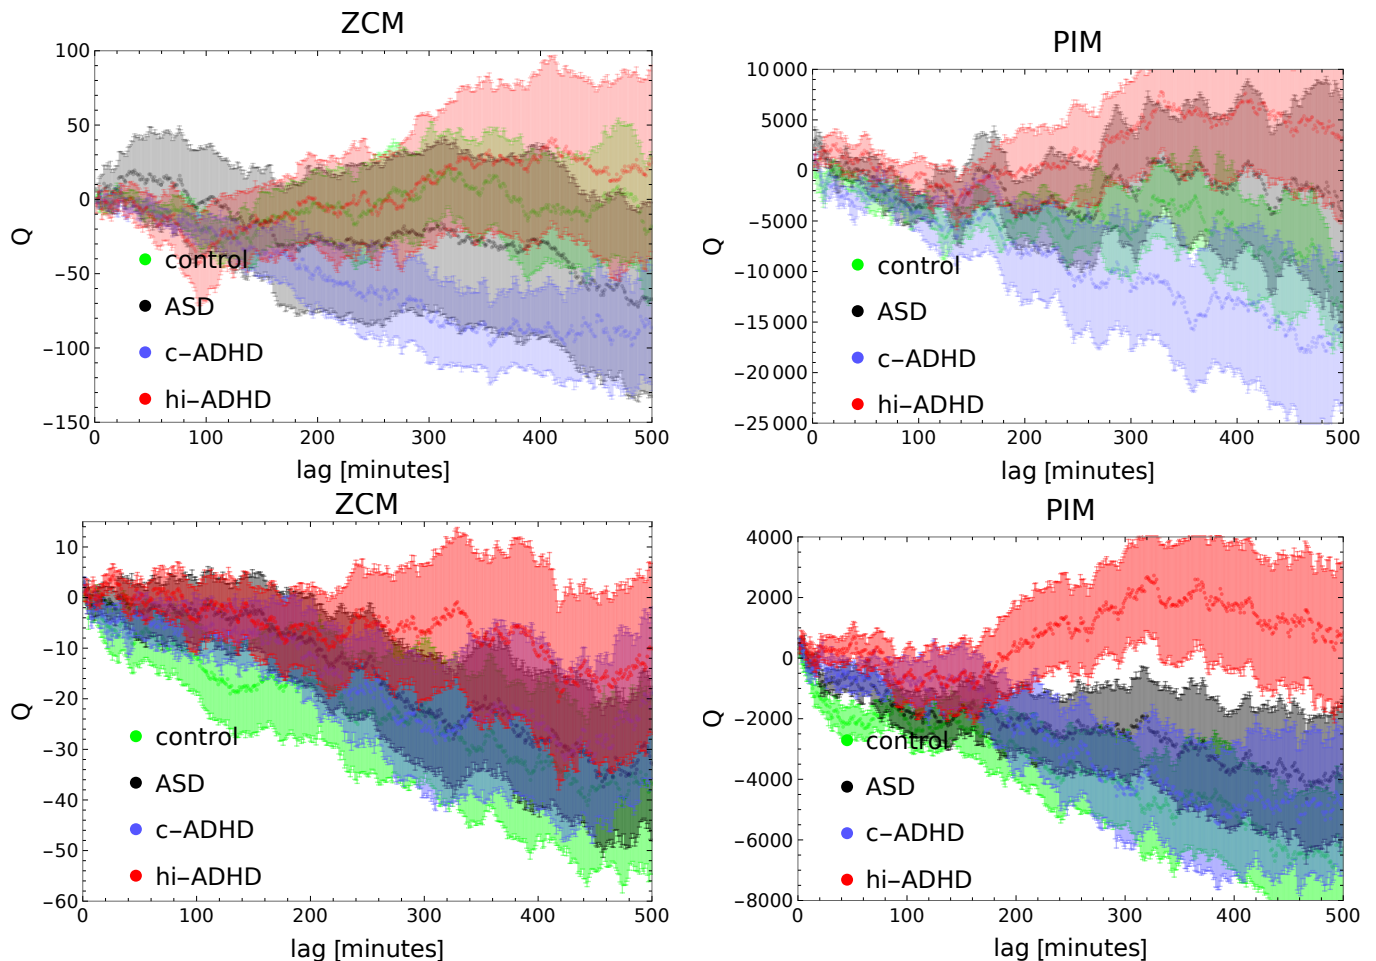 ZCM
100
50
0
−50
−100
−150
Q
control
ASD
c−ADHD
hi−ADHD
0 100 200 300 400 500
lag [minutes]
PIM
10 000
5000
0
−5000
−10 000
−15 000
−20 000
−25 000
Q
control
ASD
c−ADHD
hi−ADHD
0 100 200 300 400 500
lag [minutes]
ZCM
10
0
−10
−20
−30
−40
−50
−60
Q
control
ASD
c−ADHD
hi−ADHD
0 100 200 300 400 500
lag [minutes]
PIM
4000
2000
0
−2000
−4000
−6000
−8000
Q
control
ASD
c−ADHD
hi−ADHD
0 100 200 300 400 500
lag [minutes]